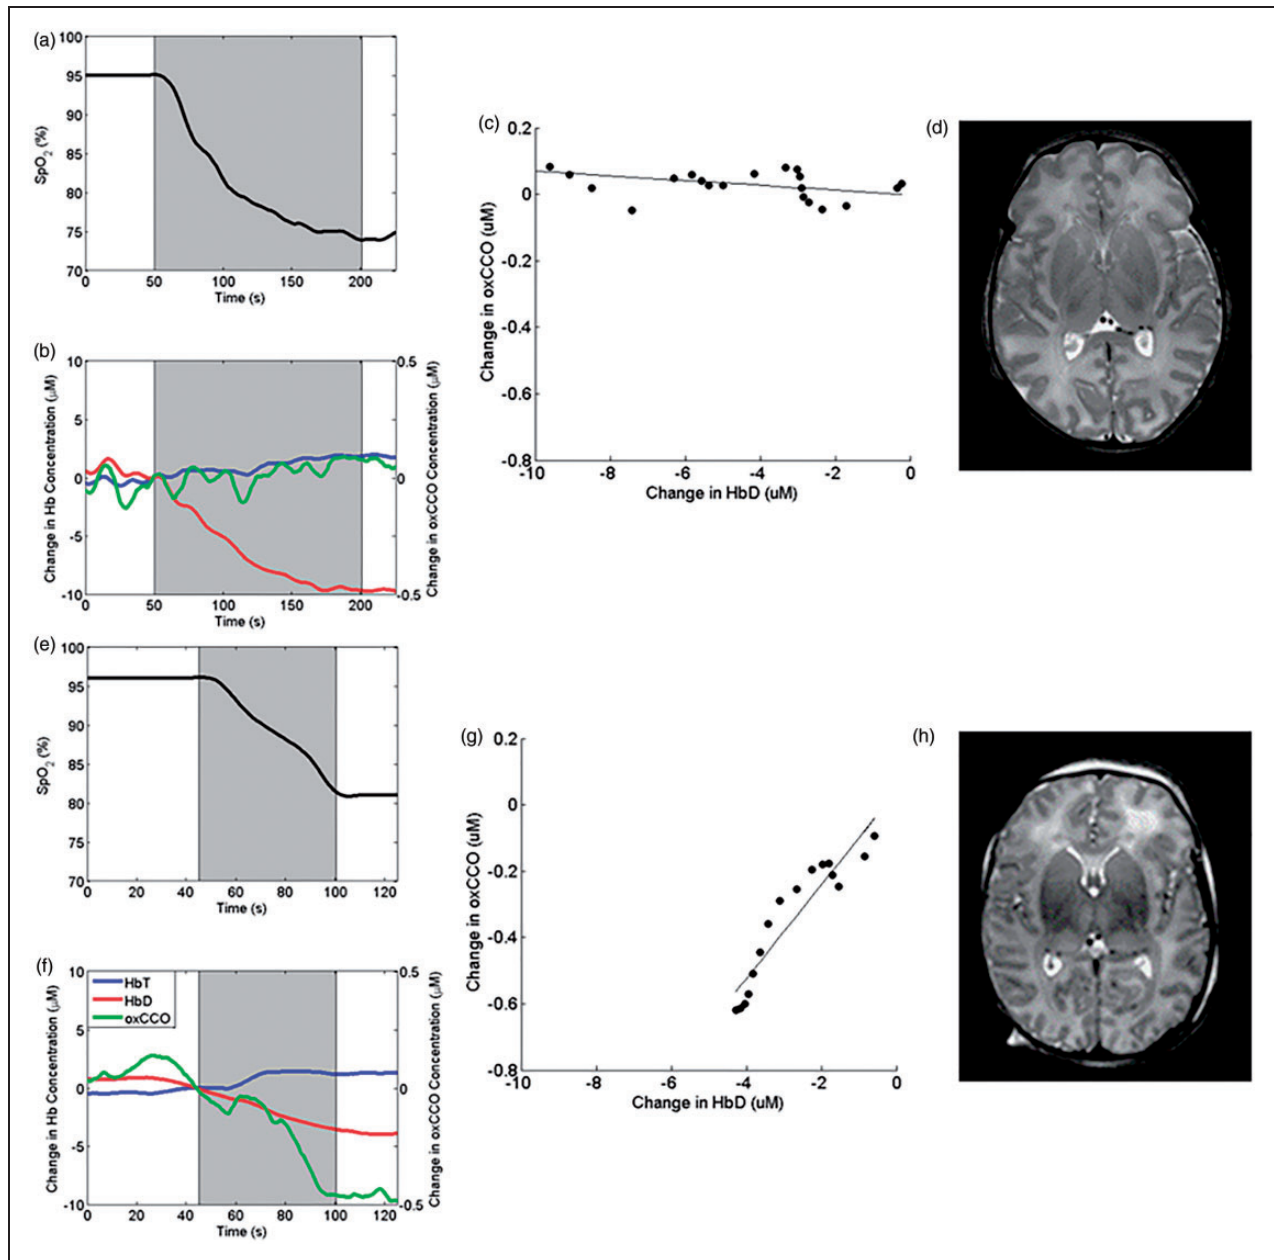 (a)
100
95
90
85
80
75
70
SpO2 (%)
0 50 100 150 200
Time (s)
(b)
10
5
0
-5
-10
Change in Hb Concentration (μM)
0.5
0
-0.5
Change in oxCCO Concentration (μM)
0 50 100 150 200
Time (s)
(c)
0.2
0
-0.2
-0.4
-0.6
-0.8
Change in oxCCO (uM)
-10 -8 -6 -4 -2 0
Change in HbD (uM)
(d)
(e)
100
95
90
85
80
75
70
SpO2 (%)
0 20 40 60 80 100 120
Time (s)
(f)
HbT
HbD
oxCCO
10
5
0
-5
-10
Change in Hb Concentration (μM)
0.5
0
-0.5
Change in oxCCO Concentration (μM)
0 20 40 60 80 100 120
Time (s)
(g)
0.2
0
-0.2
-0.4
-0.6
-0.8
Change in oxCCO (uM)
-10 -8 -6 -4 -2 0
Change in HbD (uM)
(h)